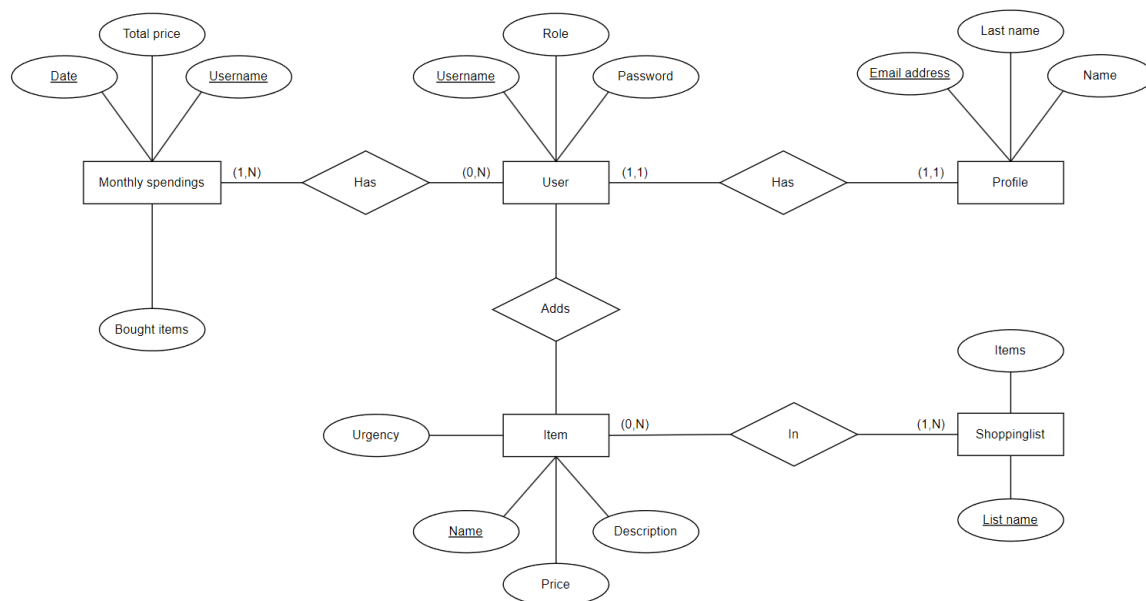 Total price
Role
Last name
Date
Username
Username
Password
Email address
Name
Monthly spendings
(1,N)
Has
(0,N)
User
(1,1)
Has
(1,1)
Profile
Adds
Bought items
Items
Urgency
Item
(0,N)
In
(1,N)
Shoppinglist
Name
Description
List name
Price